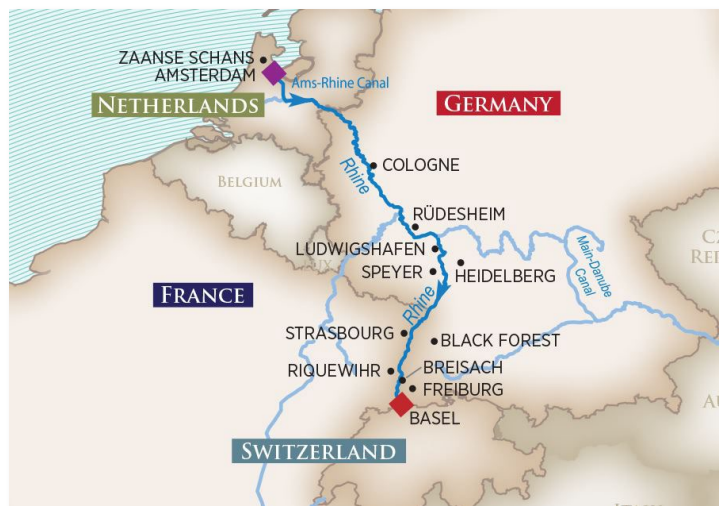 ZAANSE SCHANS
AMSTERDAM
Ams-Rhine Canal
NETHERLANDS
GERMANY
BELGIUM
Rhine
COLOGNE
RÜDESHEIM
LUDWIGSHAFEN
SPEYER
HEIDELBERG
Main-Danube
Canal
FRANCE
Rhine
STRASBOURG
BLACK FOREST
RIQUEWIHR
BREISACH
FREIBURG
BASEL
SWITZERLAND